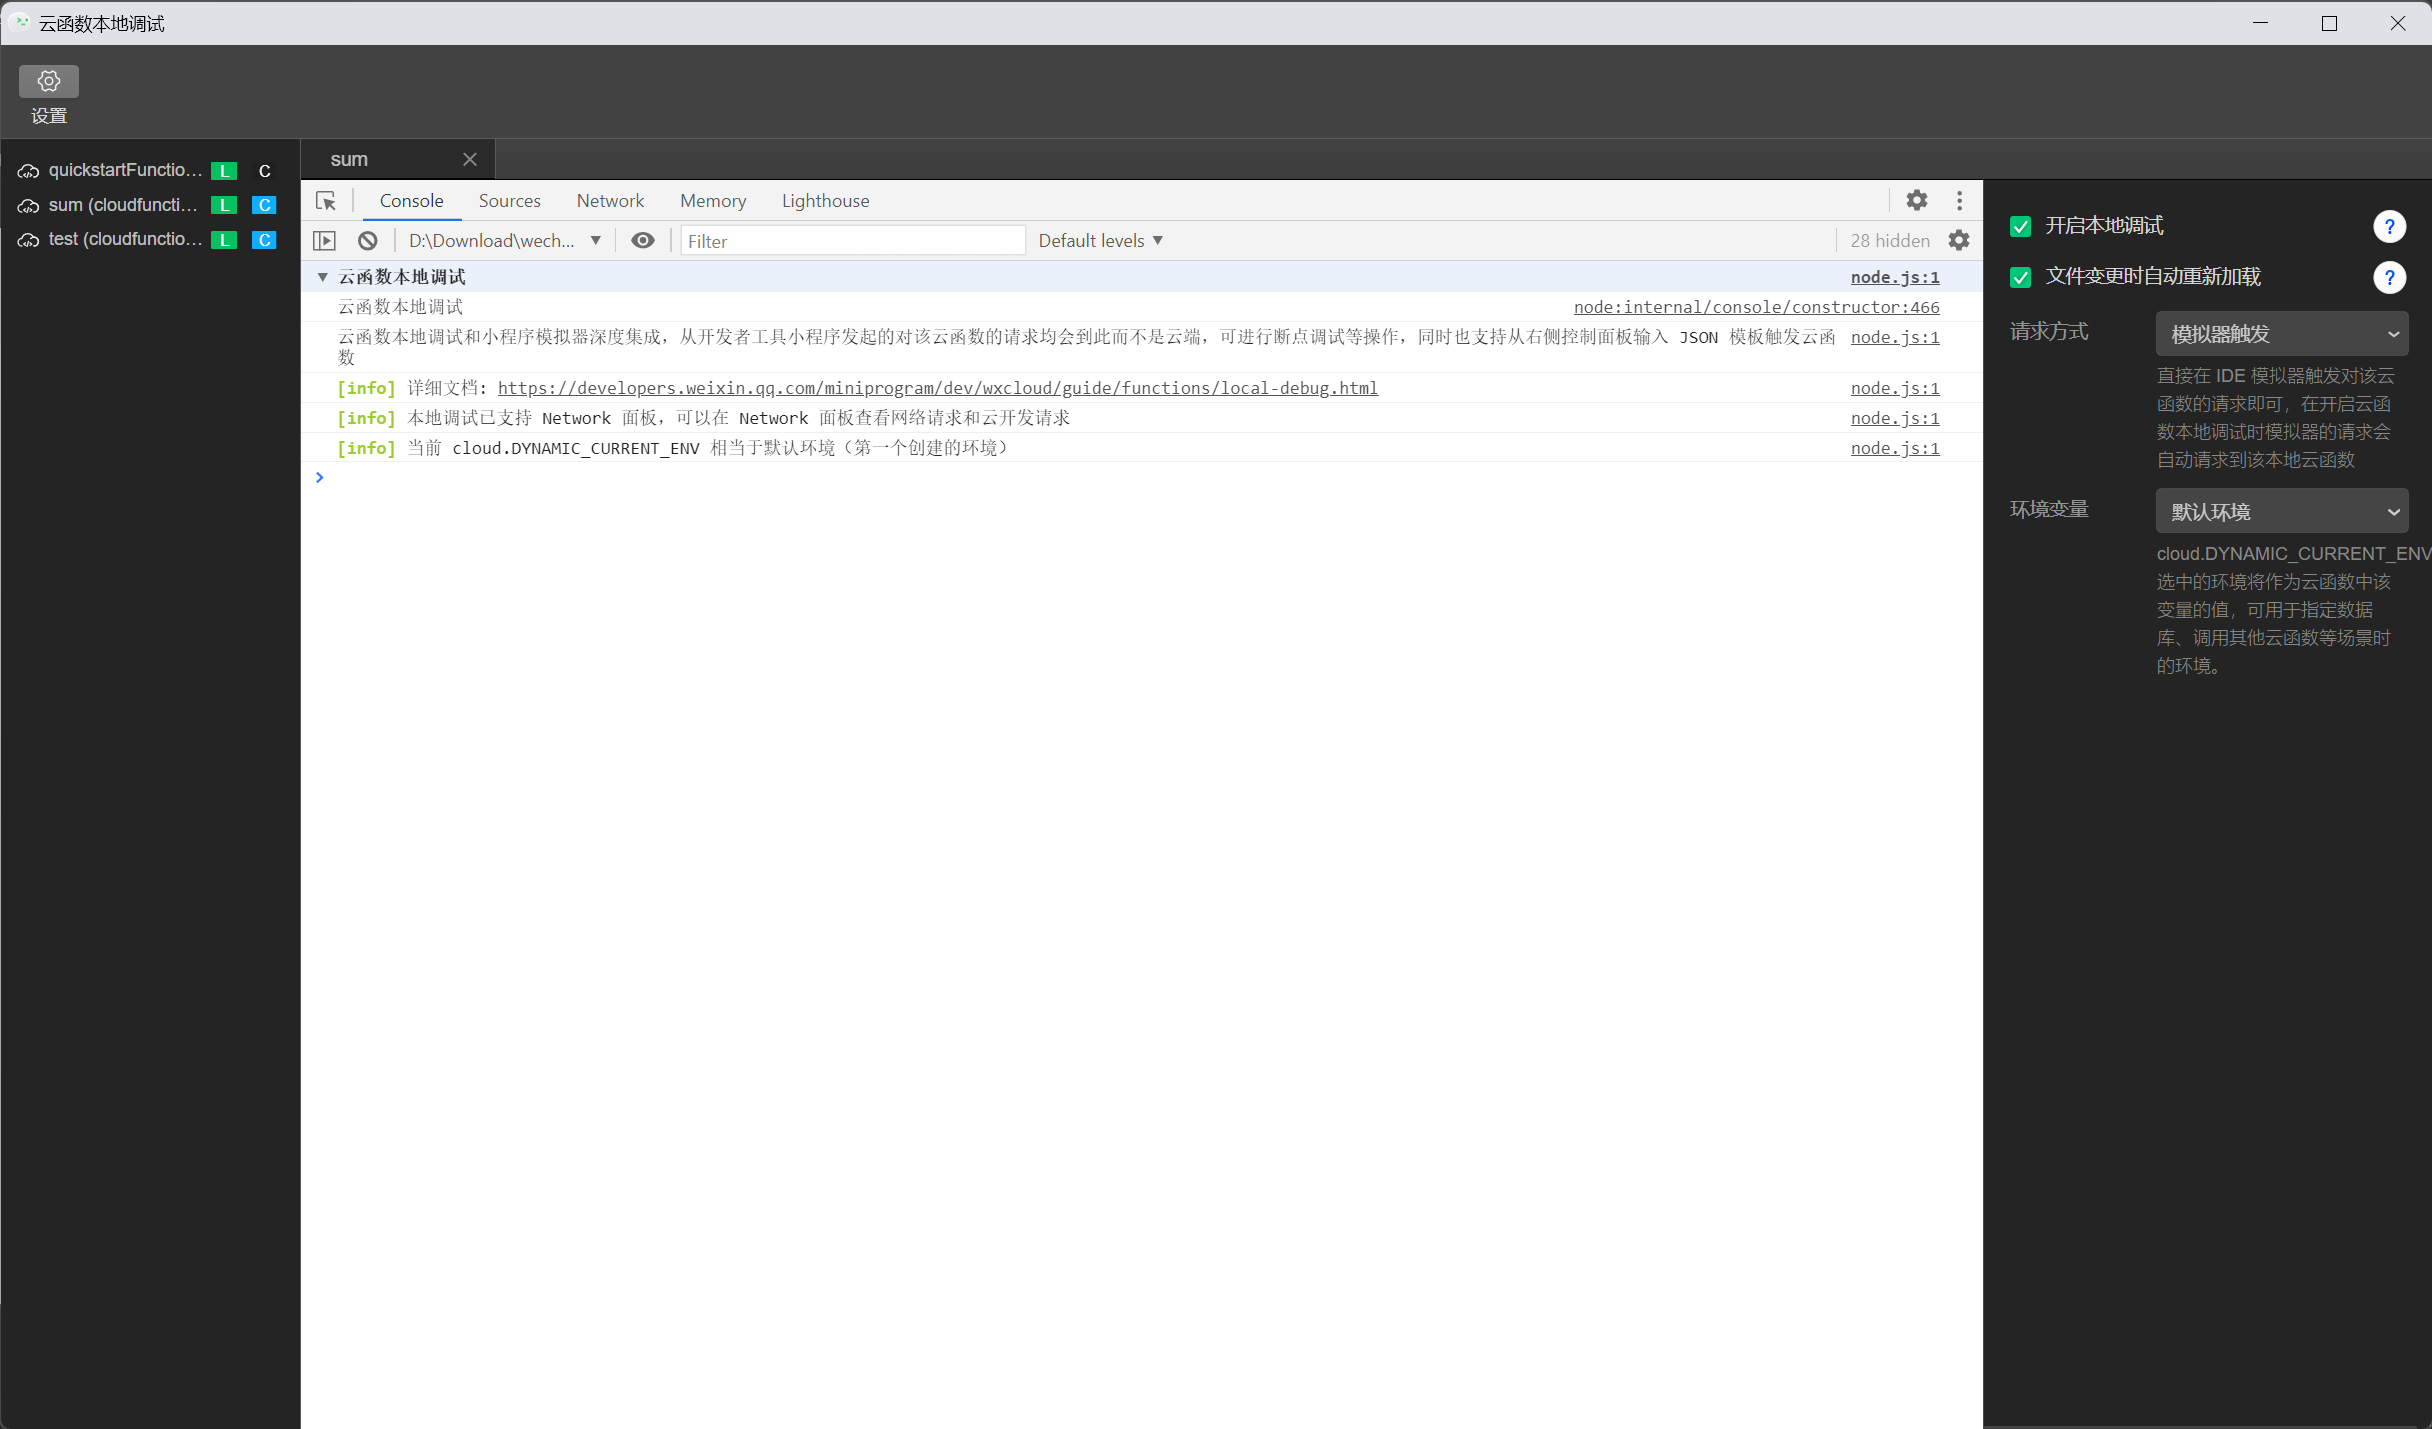 云函数本地调试
设置
quickstartFunctio... L C
sum (cloudfuncti... L C
test (cloudfunctio... L C
sum
Console Sources Network Memory Lighthouse
D:\Download\wech... ▼ Filter Default levels ▼ 28 hidden
▼ 云函数本地调试 node.js:1
云函数本地调试 node:internal/console/constructor:466
云函数本地调试和小程序模拟器深度集成，从开发者工具小程序发起的对该云函数的请求均会到此而不是云端，可进行断点调试等操作，同时也支持从右侧控制面板输入 JSON 模板触发云函 node.js:1
数
[info] 详细文档: https://developers.weixin.qq.com/miniprogram/dev/wxcloud/guide/functions/local-debug.html node.js:1
[info] 本地调试已支持 Network 面板，可以在 Network 面板查看网络请求和云开发请求 node.js:1
[info] 当前 cloud.DYNAMIC_CURRENT_ENV 相当于默认环境（第一个创建的环境） node.js:1
>
开启本地调试 ?
文件变更时自动重新加载 ?
请求方式 模拟器触发
直接在 IDE 模拟器触发对该云
函数的请求即可，在开启云函
数本地调试时模拟器的请求会
自动请求到该本地云函数
环境变量 默认环境
cloud.DYNAMIC_CURRENT_ENV
选中的环境将作为云函数中该
变量的值，可用于指定数据
库、调用其他云函数等场景时
的环境。